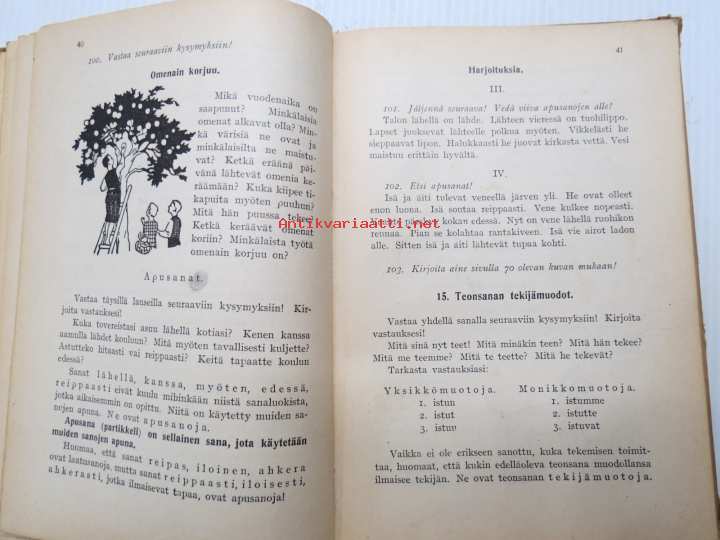 40
100. Vastaa seuraaviin kysymyksiin!
Omenain korjuu.
Mikä vuodenaika on
saapunut? Minkälaisia
omenat alkavat olla? Min-
kä värisiä ne ovat ja
minkälaisilta ne maistu-
vat? Ketkä eräänä päi-
vänä lähtevät omenia ke-
räämään? Kuka kiipee ti-
kapuita myöten puuhun?
Mitä hän puussa tekee?
Ketkä keräävät omenat
koriin? Minkälaista työtä
omenain korjuu on?
Apusanat.
Vastaa täysillä lauseilla seuraaviin kysymyksiin! Kir-
joita vastauksesi!
Kuka tovereistasi asuu lähellä kotiasi? Kenen kanssa
aamulla lähdet kouluun? Mitä myöten tavallisesti kuljette?
Astutteko hitaasti vai reippaasti? Keitä tapaatte koulun
edessä?
Sanat lähellä, kanssa, myöten, edessä,
reippaasti eivät kuulu mihinkään niistä sanaluokista,
jotka aikaisemmin on opittu. Niitä on käytetty muiden sa-
nojen apuna. Ne ovat apusanoja.
Apusana (partikkeli) on sellainen sana, jota käytetään
muiden sanojen apuna.
Huomaa, että sanat reipas, iloinen, ahkera
ovat laatusanoja, mutta sanat reippaasti, iloisesti,
ahkerasti, jotka ilmaisevat tapaa, ovat apusanoja!
41
Harjoituksia.
III.
101. Jäljennä seuraava! Vedä viiva apusanojen alle!
Talon lähellä on lähde. Lähteen vieressä on tuohilippo.
Lapset juoksevat lähteelle polkua myöten. Vikkelästi he
sieppaavat lipon. Halukkaasti he juovat kirkasta vettä. Vesi
maistuu erittäin hyvältä.
IV.
102. Etsi apusanat!
Isä ja äiti tulevat veneellä järven yli. He ovat olleet
enon luona. Isä soutaa reippaasti. Vene kulkee nopeasti.
kokan edessä. Nyt on vene lähellä ruohikon
reunaa. Pian se kolahtaa rantakiveen. Isä vie airot ladon
alle. Sitten isä ja äiti lähtevät tupaa kohti.
103. Kirjoita aine sivulla 70 olevan kuvan mukaan!
15. Teonsanan tekijämuodot.
Vastaa yhdellä sanalla seuraaviin kysymyksiin! Kirjoita
vastauksesi!
Mitä sinä nyt teet! Mitä minäkin teen? Mitä hän tekee?
Mitä me teemme? Mitä te teette? Mitä he tekevät?
Tarkasta vastauksiasi:
Yksikkömuotoja. Monikkomuotoja.
1. istun 1. istumme
2. istut 2. istutte
3. istuu 3. istuvat
Vaikka ei ole erikseen sanottu, kuka tekemisen toimit-
taa, huomaat, että kukin edelläoleva teonsana muodollansa
ilmaisee tekijän. Ne ovat teonsanan tekijämuotoja.
Antikvariaatti.net